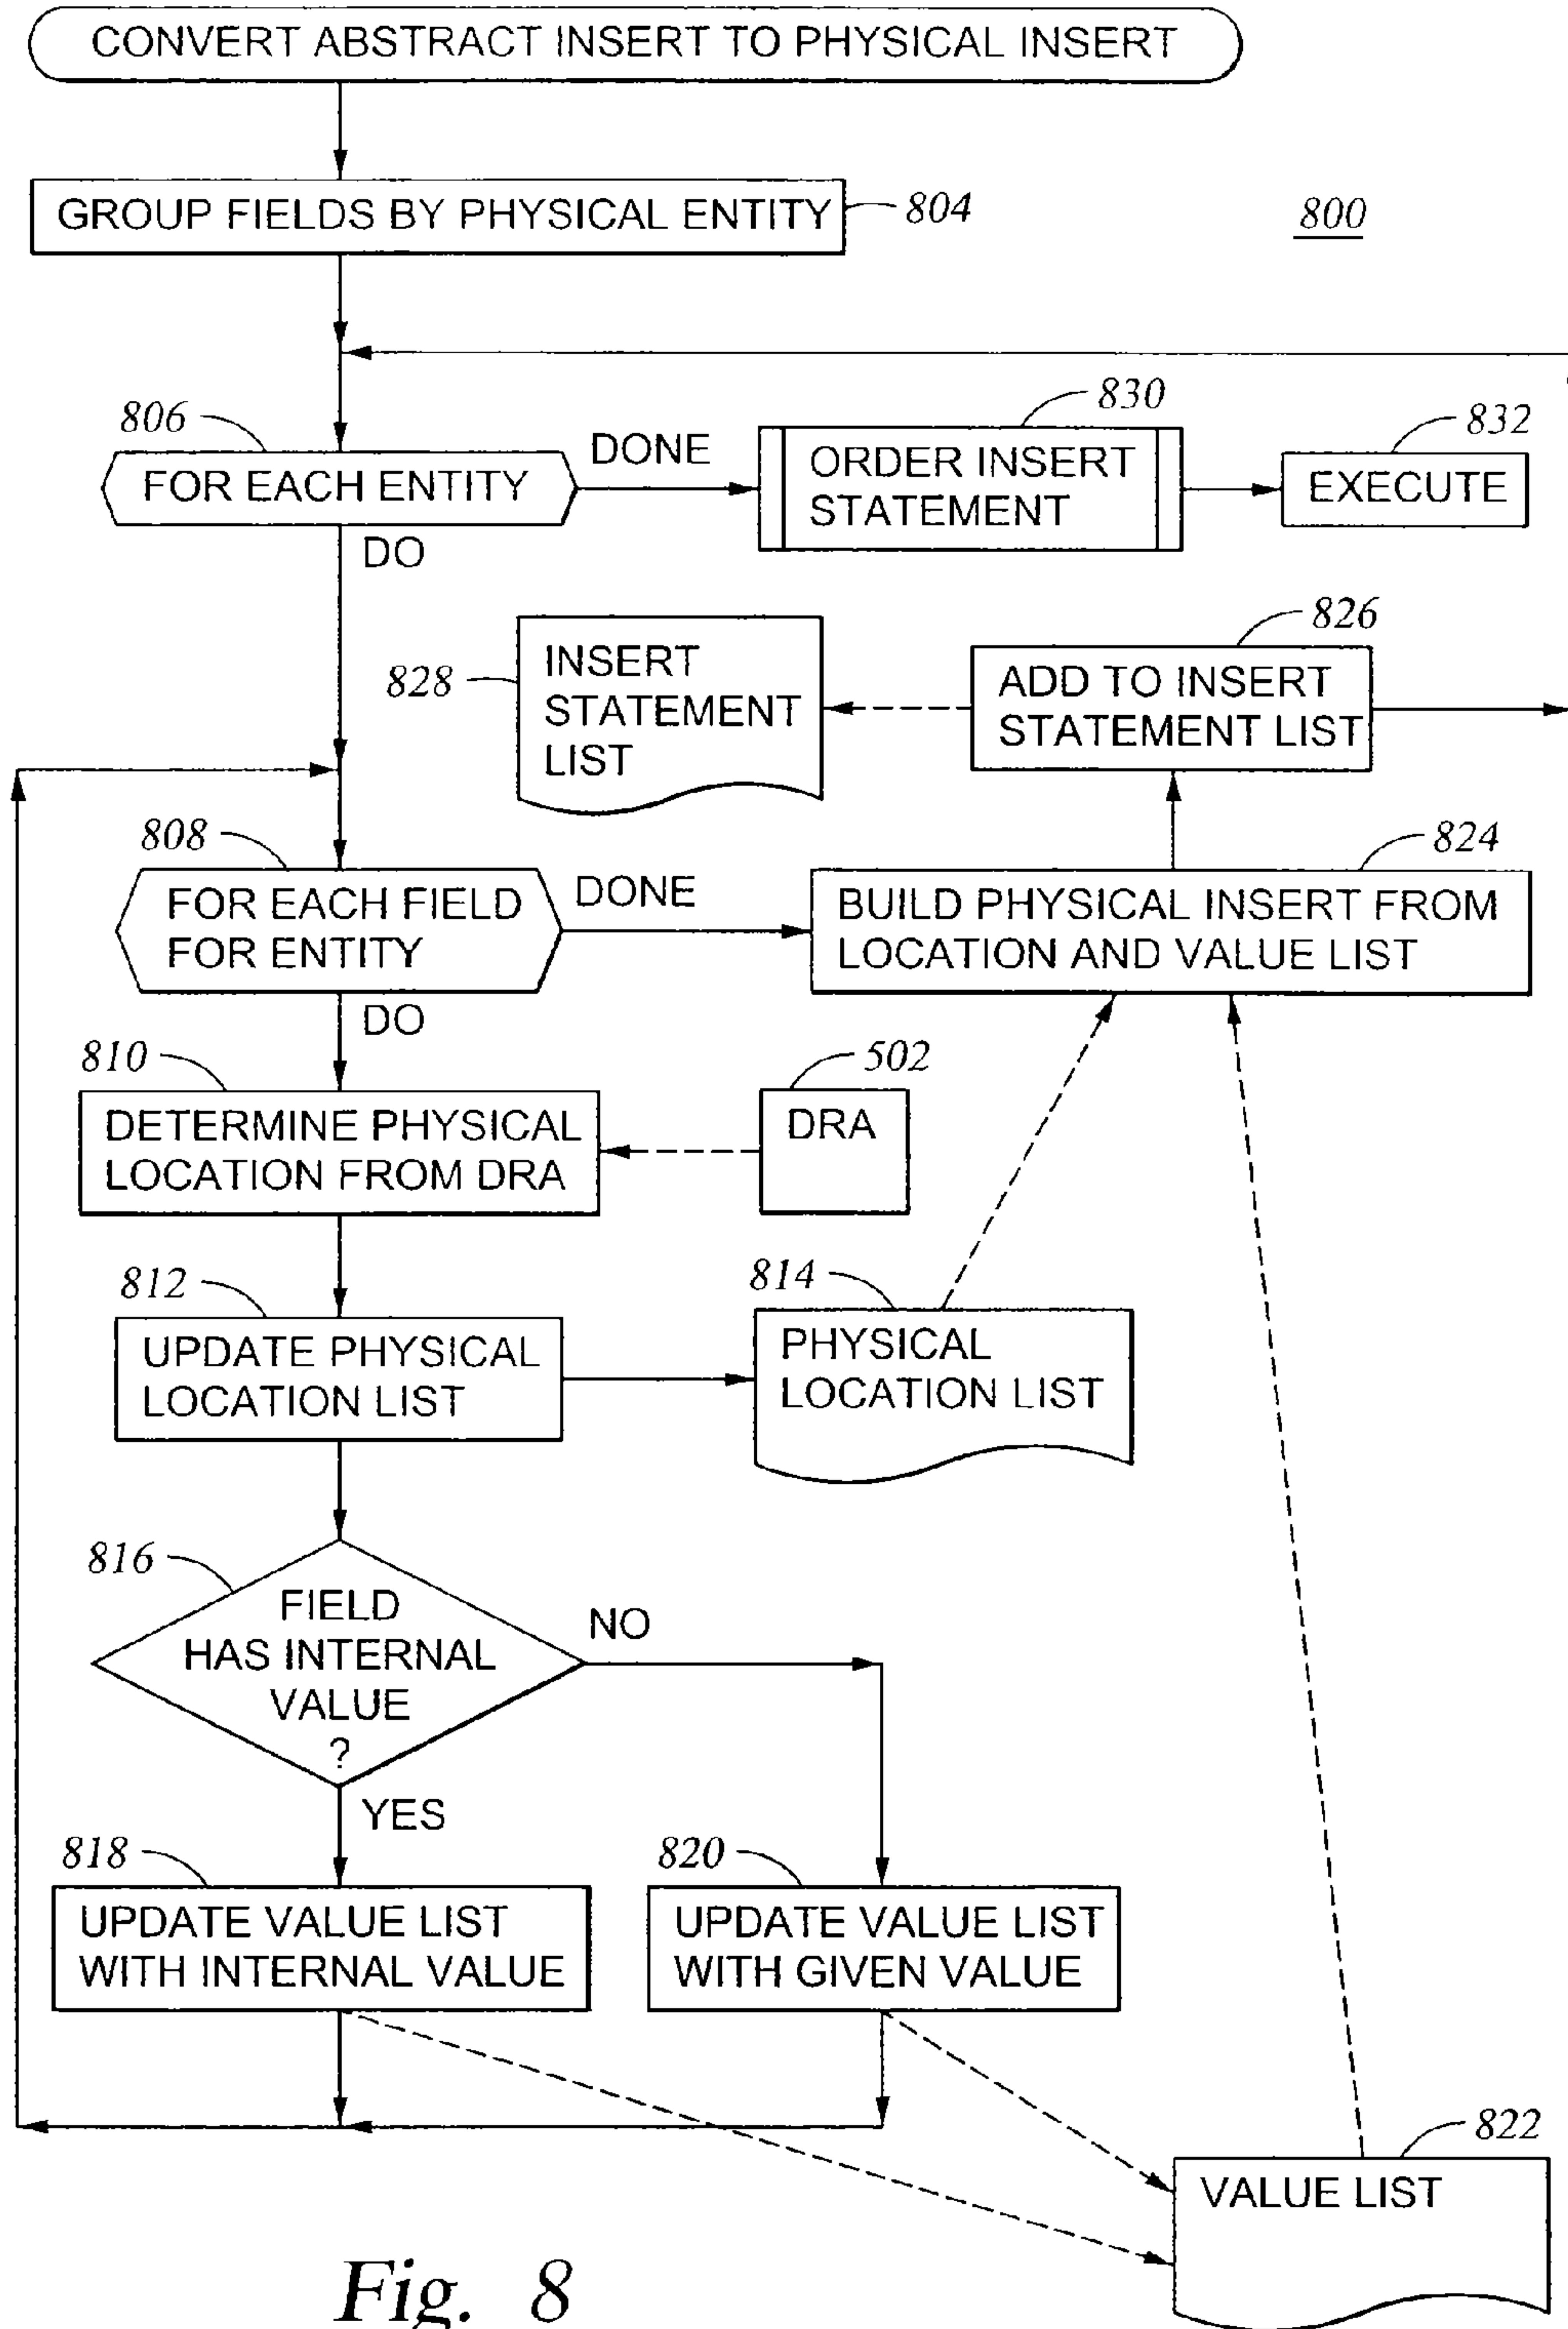 CONVERT ABSTRACT INSERT TO PHYSICAL INSERT
GROUP FIELDS BY PHYSICAL ENTITY
804
800
806
FOR EACH ENTITY
DONE
830
ORDER INSERT
STATEMENT
832
EXECUTE
DO
828
INSERT
STATEMENT
LIST
826
ADD TO INSERT
STATEMENT LIST
808
FOR EACH FIELD
FOR ENTITY
DONE
824
BUILD PHYSICAL INSERT FROM
LOCATION AND VALUE LIST
DO
810
DETERMINE PHYSICAL
LOCATION FROM DRA
502
DRA
812
UPDATE PHYSICAL
LOCATION LIST
814
PHYSICAL
LOCATION LIST
816
FIELD
HAS INTERNAL
VALUE
?
NO
YES
818
UPDATE VALUE LIST
WITH INTERNAL VALUE
820
UPDATE VALUE LIST
WITH GIVEN VALUE
822
VALUE LIST
Fig. 8